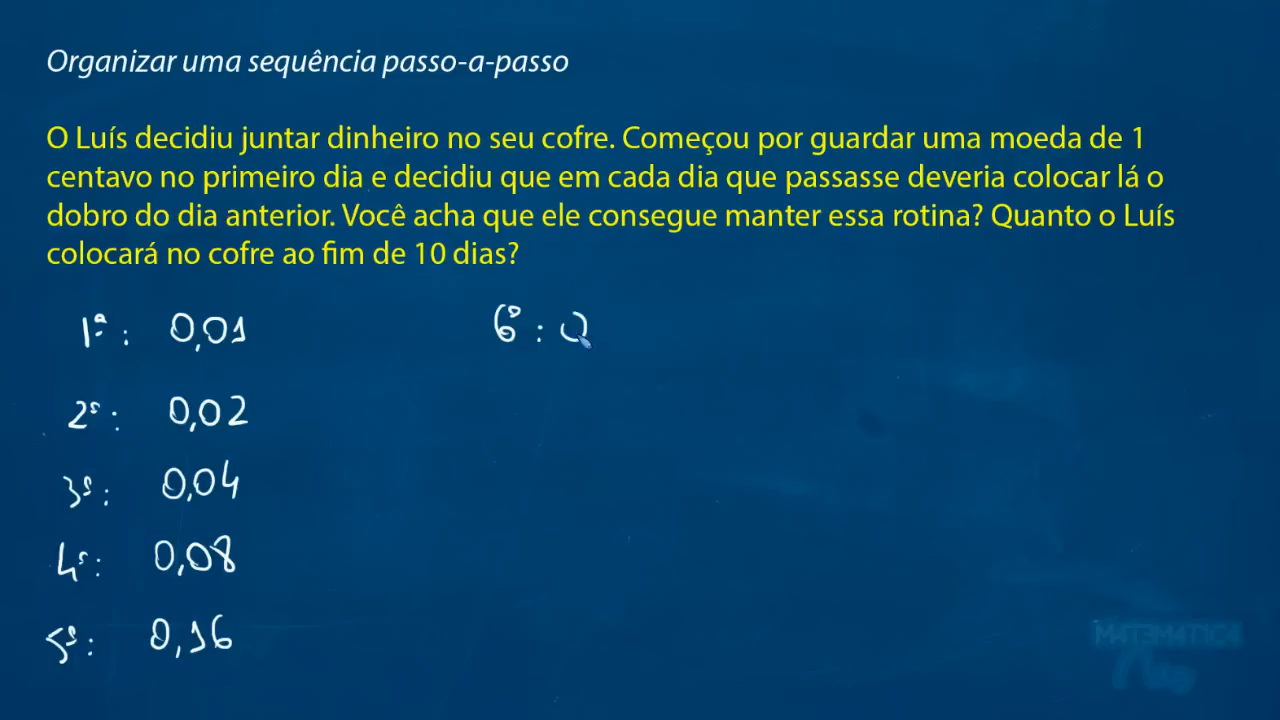 Organizar uma sequência passo-a-passo
O Luís decidiu juntar dinheiro no seu cofre. Começou por guardar uma moeda de 1
centavo no primeiro dia e decidiu que em cada dia que passasse deveria colocar lá o
dobro do dia anterior. Você acha que ele consegue manter essa rotina? Quanto o Luís
colocará no cofre ao fim de 10 dias?
1º: 0,01
2º: 0,02
3º: 0,04
4º: 0,08
5º: 0,16
6º: 0
MATEMÁTICA
Rio